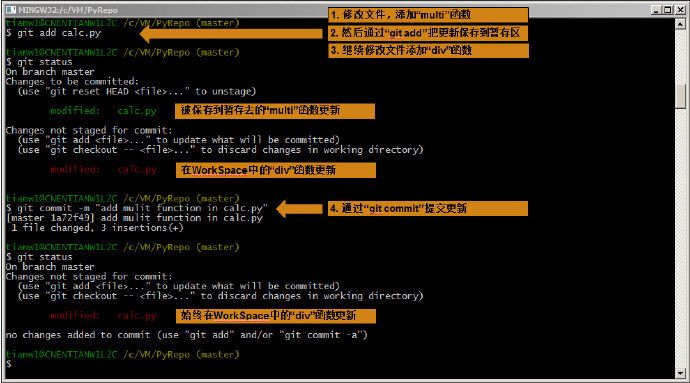 MINGW32:/c/VM/PyRepo
tianw1@CNENTIANW1L2C /c/VM/PyRepo (master)
$ git add calc.py
1. 修改文件，添加“multi”函数
2. 然后通过“git add”把更新保存到暂存区
3. 继续修改文件添加“div”函数
tianw1@CNENTIANW1L2C /c/VM/PyRepo (master)
$ git status
On branch master
Changes to be committed:
(use "git reset HEAD <file>..." to unstage)
modified: calc.py
被保存到暂存去的“multi”函数更新
Changes not staged for commit:
(use "git add <file>..." to update what will be committed)
(use "git checkout -- <file>..." to discard changes in working directory)
modified: calc.py
在WorkSpace中的“div”函数更新
tianw1@CNENTIANW1L2C /c/VM/PyRepo (master)
$ git commit -m "add mulit function in calc.py"
4. 通过“git commit”提交更新
[master 1a72f49] add mulit function in calc.py
1 file changed, 3 insertions(+)
tianw1@CNENTIANW1L2C /c/VM/PyRepo (master)
$ git status
On branch master
Changes not staged for commit:
(use "git add <file>..." to update what will be committed)
(use "git checkout -- <file>..." to discard changes in working directory)
modified: calc.py
始终在WorkSpace中的“div”函数更新
no changes added to commit (use "git add" and/or "git commit -a")
tianw1@CNENTIANW1L2C /c/VM/PyRepo (master)
$